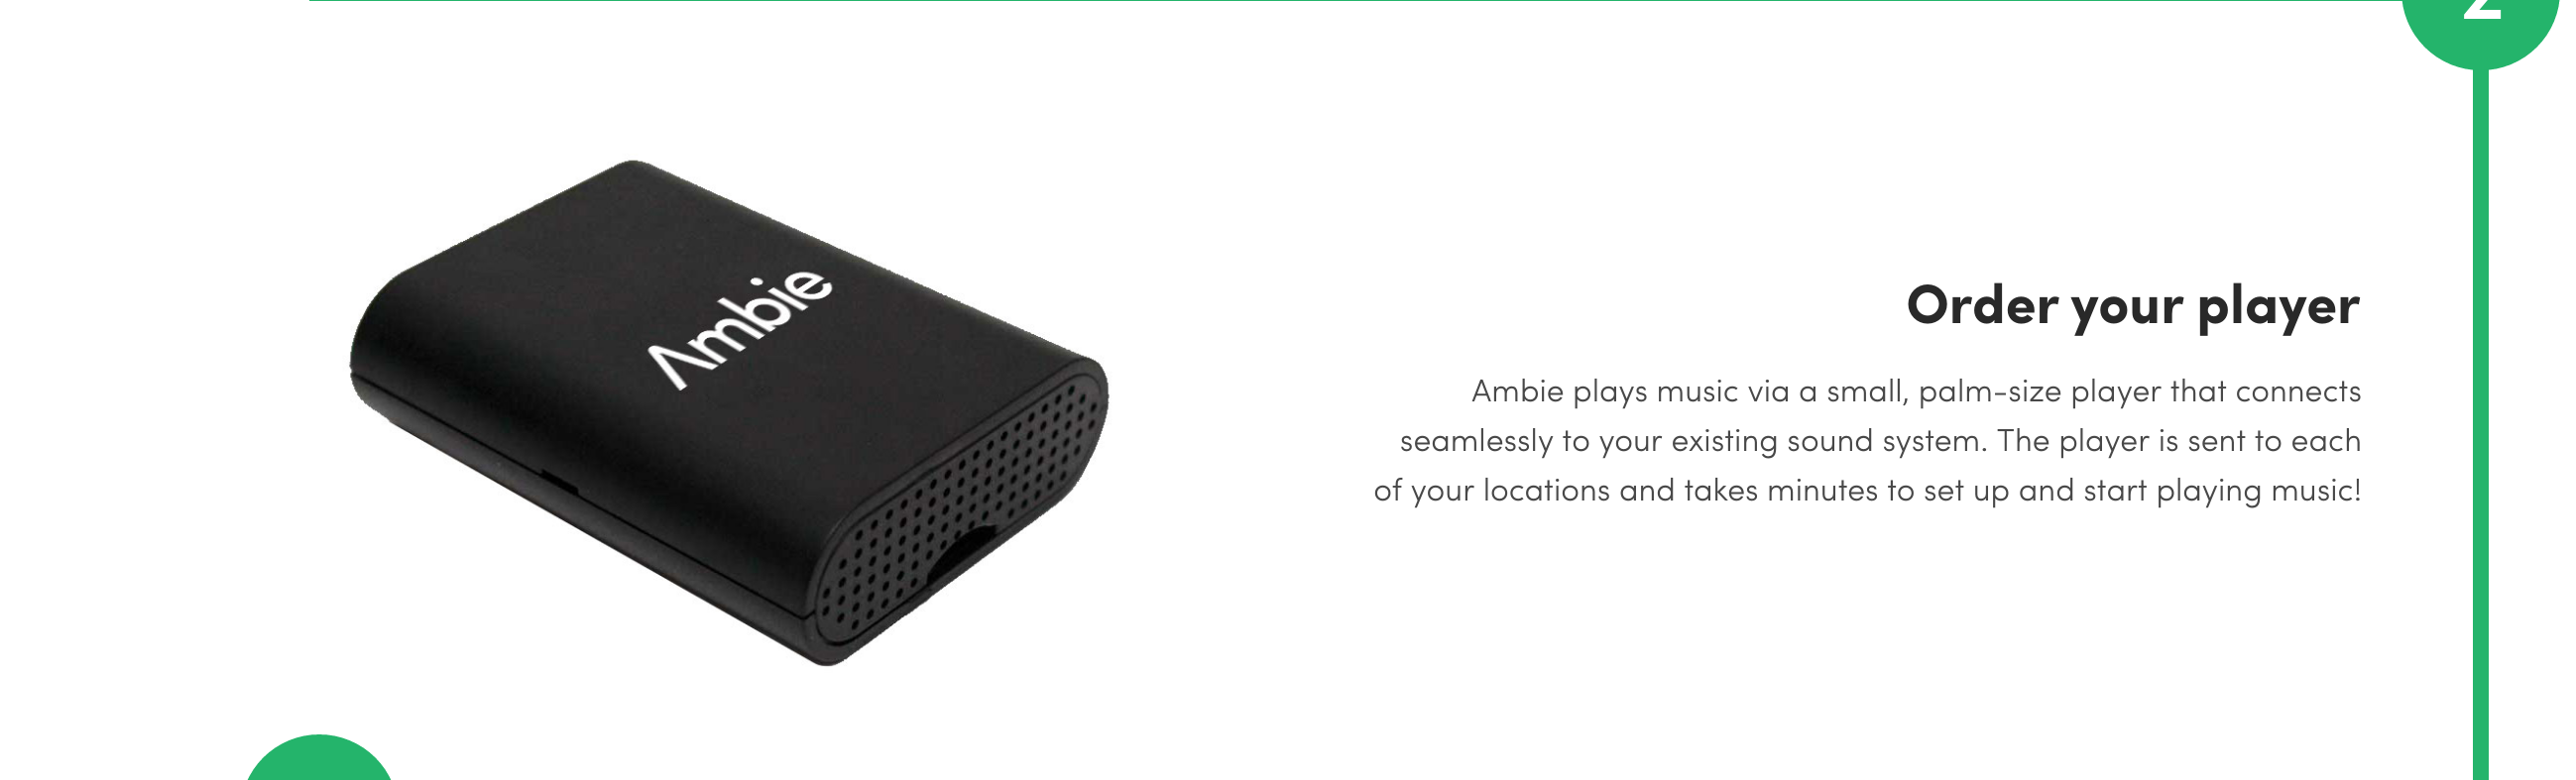 2
Ambie
Order your player
Ambie plays music via a small, palm-size player that connects
seamlessly to your existing sound system. The player is sent to each
of your locations and takes minutes to set up and start playing music!